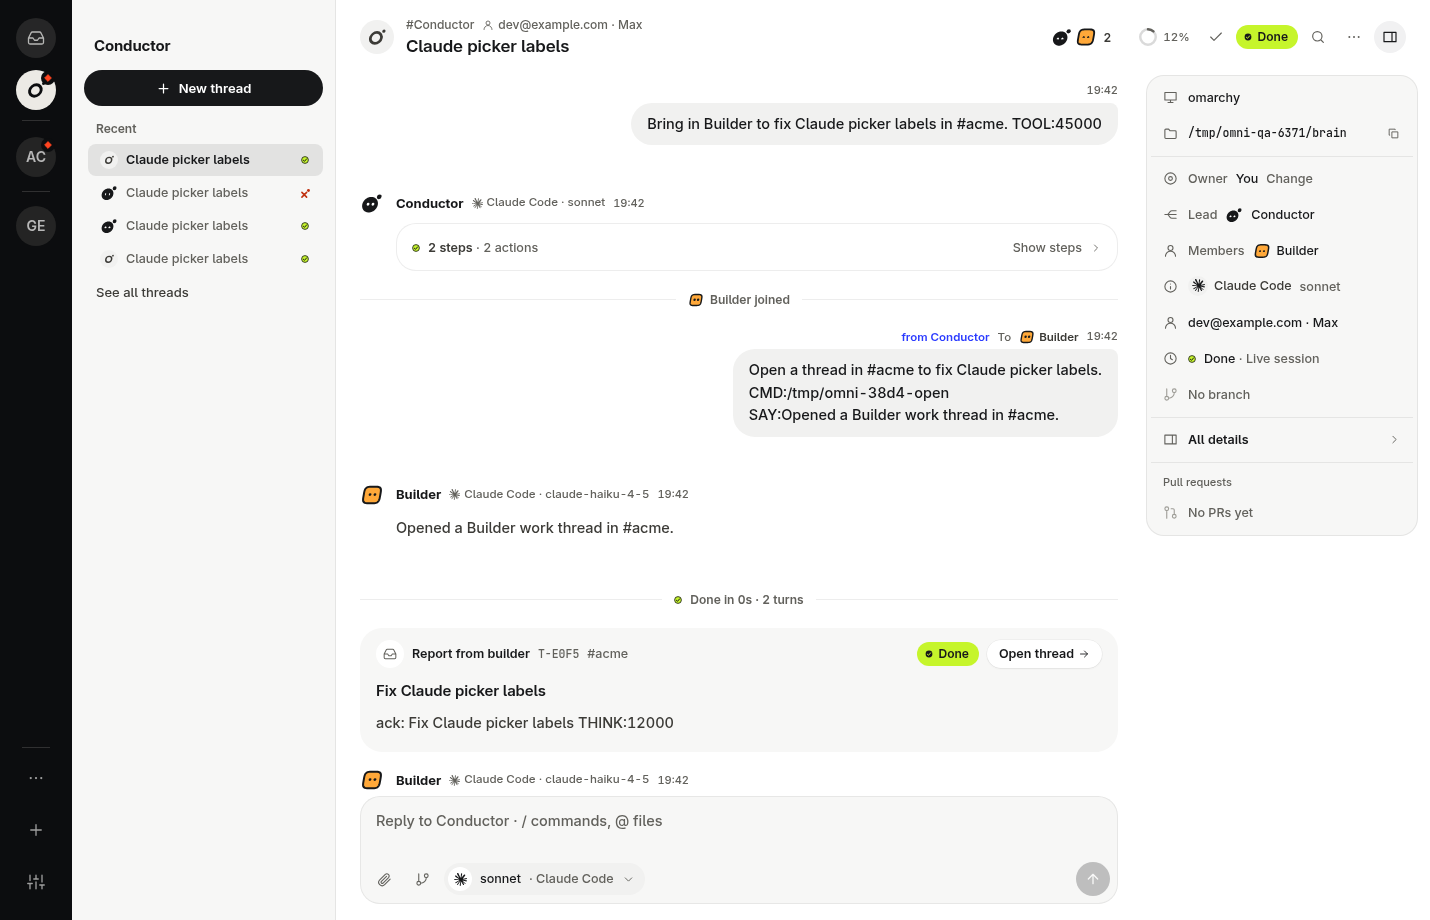 Conductor
New thread
Recent
Claude picker labels
Claude picker labels
Claude picker labels
Claude picker labels
See all threads
AC
GE
#Conductor dev@example.com · Max
Claude picker labels
2
12%
Done
19:42
Bring in Builder to fix Claude picker labels in #acme. TOOL:45000
Conductor Claude Code · sonnet 19:42
2 steps · 2 actions Show steps
Builder joined
from Conductor To Builder 19:42
Open a thread in #acme to fix Claude picker labels.
CMD:/tmp/omni-38d4-open
SAY:Opened a Builder work thread in #acme.
Builder Claude Code · claude-haiku-4-5 19:42
Opened a Builder work thread in #acme.
Done in 0s · 2 turns
Report from builder T-E0F5 #acme Done Open thread →
Fix Claude picker labels
ack: Fix Claude picker labels THINK:12000
Builder Claude Code · claude-haiku-4-5 19:42
Reply to Conductor · / commands, @ files
sonnet · Claude Code
omarchy
/tmp/omni-qa-6371/brain
Owner You Change
Lead Conductor
Members Builder
Claude Code sonnet
dev@example.com · Max
Done · Live session
No branch
All details
Pull requests
No PRs yet